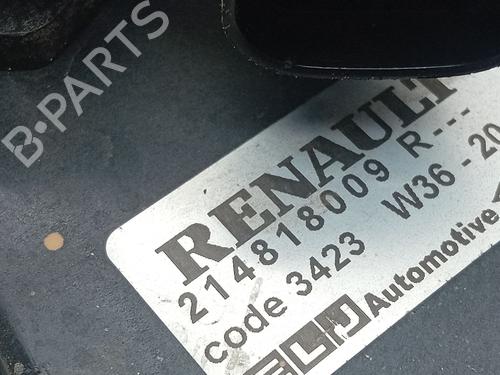 B-PARTS
RENAULT
214818009 R---
code 3423 W36-20
Automotive